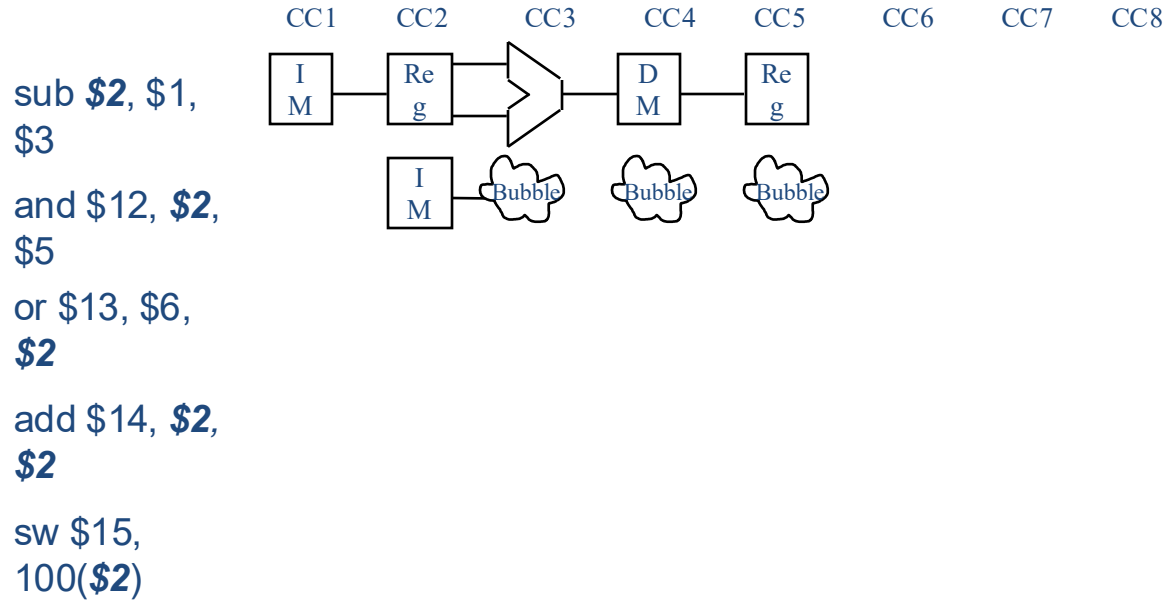 CC1 CC2 CC3 CC4 CC5 CC6 CC7 CC8
I Re D Re
M g M g
sub $2, $1,
$3
I
M Bubble Bubble Bubble
and $12, $2,
$5
or $13, $6,
$2
add $14, $2,
$2
sw $15,
100($2)